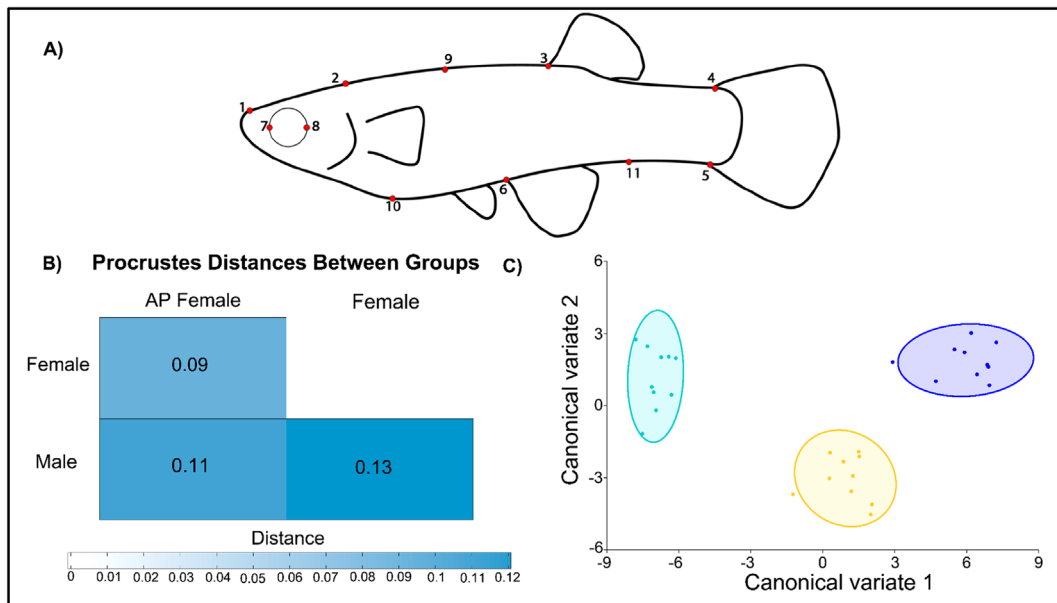 A)
1
2
9
3
4
7
8
10
6
11
5
B) Procrustes Distances Between Groups
AP Female
Female
Female
0.09
Male
0.11
0.13
Distance
0 0.01 0.02 0.03 0.04 0.05 0.06 0.07 0.08 0.09 0.1 0.11 0.12
C)
Canonical variate 2
6
3
0
-3
-6
-9 -6 -3 0 3 6 9
Canonical variate 1